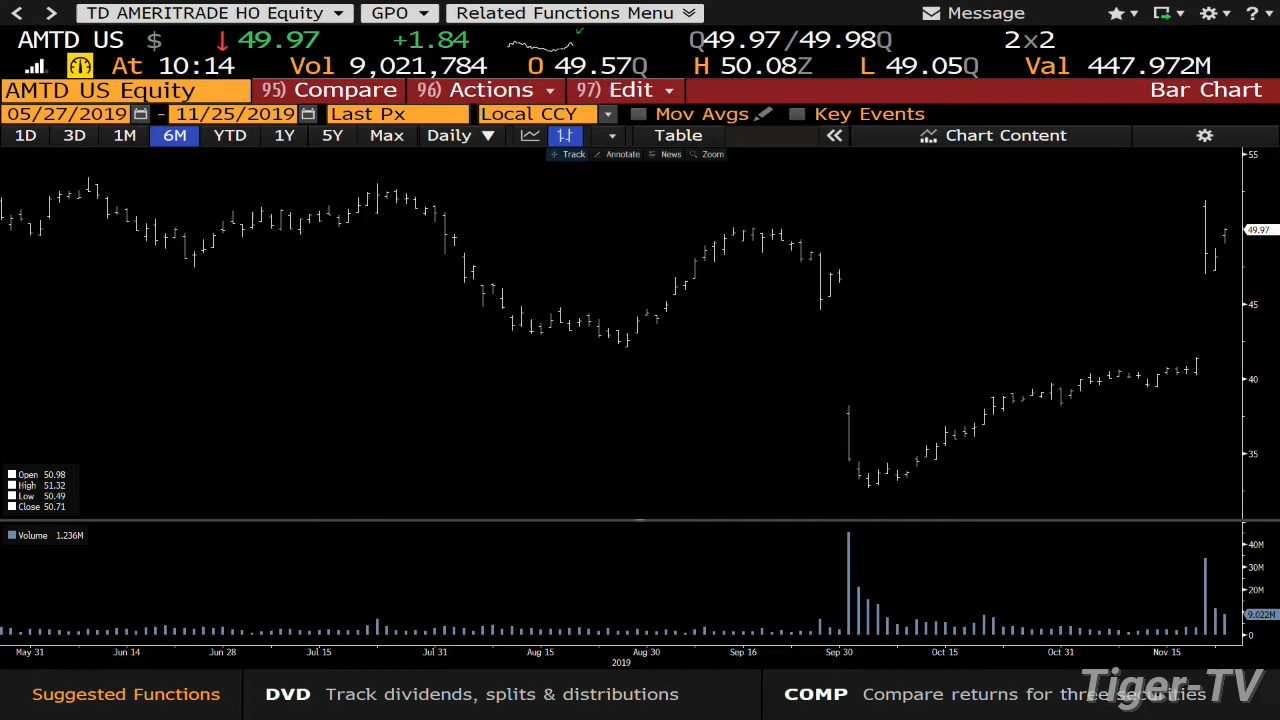 TD AMERITRADE HO Equity GPO Related Functions Menu Message ?
AMTD US $ ↓49.97 +1.84 Q49.97/49.98Q 2×2
At 10:14 Vol 9,021,784 O 49.57Q H 50.08Z L 49.05Q Val 447.972M
AMTD US Equity 95) Compare 96) Actions 97) Edit Bar Chart
05/27/2019 - 11/25/2019 Last Px Local CCY Mov Avgs Key Events
1D 3D 1M 6M YTD 1Y 5Y Max Daily ▼ Table Chart Content
Track Annotate News Zoom
55
49.97
45
40
35
Open 50.98
High 51.32
Low 50.49
Close 50.71
Volume 1.236M
40M
30M
20M
9.022M
0
May 31 Jun 14 Jun 28 Jul 15 Jul 31 Aug 15 Aug 30 Sep 16 Sep 30 Oct 15 Oct 31 Nov 15
2019
Suggested Functions DVD Track dividends, splits & distributions COMP Compare returns for three securities
Tiger-TV